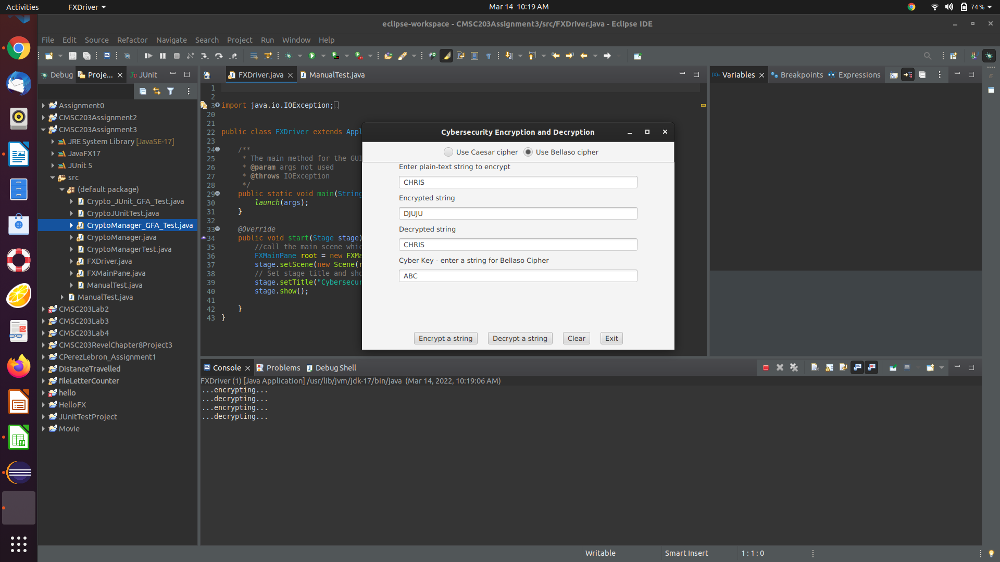 Activities
FXDriver
Mar 14 10:19 AM
74 %
eclipse-workspace - CMSC203Assignment3/src/FXDriver.java - Eclipse IDE
File Edit Source Refactor Navigate Search Project Run Window Help
Debug
Proje...
JUnit
FXDriver.java
ManualTest.java
Variables
Breakpoints
Expressions
Assignment0
CMSC203Assignment2
CMSC203Assignment3
JRE System Library [JavaSE-17]
JavaFX17
JUnit 5
src
(default package)
Crypto_JUnit_GFA_Test.java
CryptoJUnitTest.java
CryptoManager_GFA_Test.java
CryptoManager.java
CryptoManagerTest.java
FXDriver.java
FXMainPane.java
ManualTest.java
ManualTest.java
CMSC203Lab2
CMSC203Lab3
CMSC203Lab4
CMSC203RevelChapter8Project3
CPerezLebron_Assignment1
DistanceTravelled
fileLetterCounter
hello
HelloFX
JUnitTestProject
Movie
1
2
3 import java.io.IOException;
20
21
22 public class FXDriver extends Appl
23
24 /**
25 * The main method for the GUI
26 * @param args not used
27 * @throws IOException
28 */
29 public static void main(String
30 launch(args);
31 }
32
33 @Override
34 public void start(Stage stage)
35 //call the main scene whic
36 FXMainPane root = new FXMa
37 stage.setScene(new Scene(r
38 // Set stage title and sho
39 stage.setTitle("Cybersecur
40 stage.show();
41
42 }
43 }
Cybersecurity Encryption and Decryption
Use Caesar cipher
Use Bellaso cipher
Enter plain-text string to encrypt
CHRIS
Encrypted string
DJUJU
Decrypted string
CHRIS
Cyber Key - enter a string for Bellaso Cipher
ABC
Encrypt a string
Decrypt a string
Clear
Exit
Console
Problems
Debug Shell
FXDriver (1) [Java Application] /usr/lib/jvm/jdk-17/bin/java (Mar 14, 2022, 10:19:06 AM)
...encrypting...
...decrypting...
...encrypting...
...decrypting...
Writable
Smart Insert
1 : 1 : 0